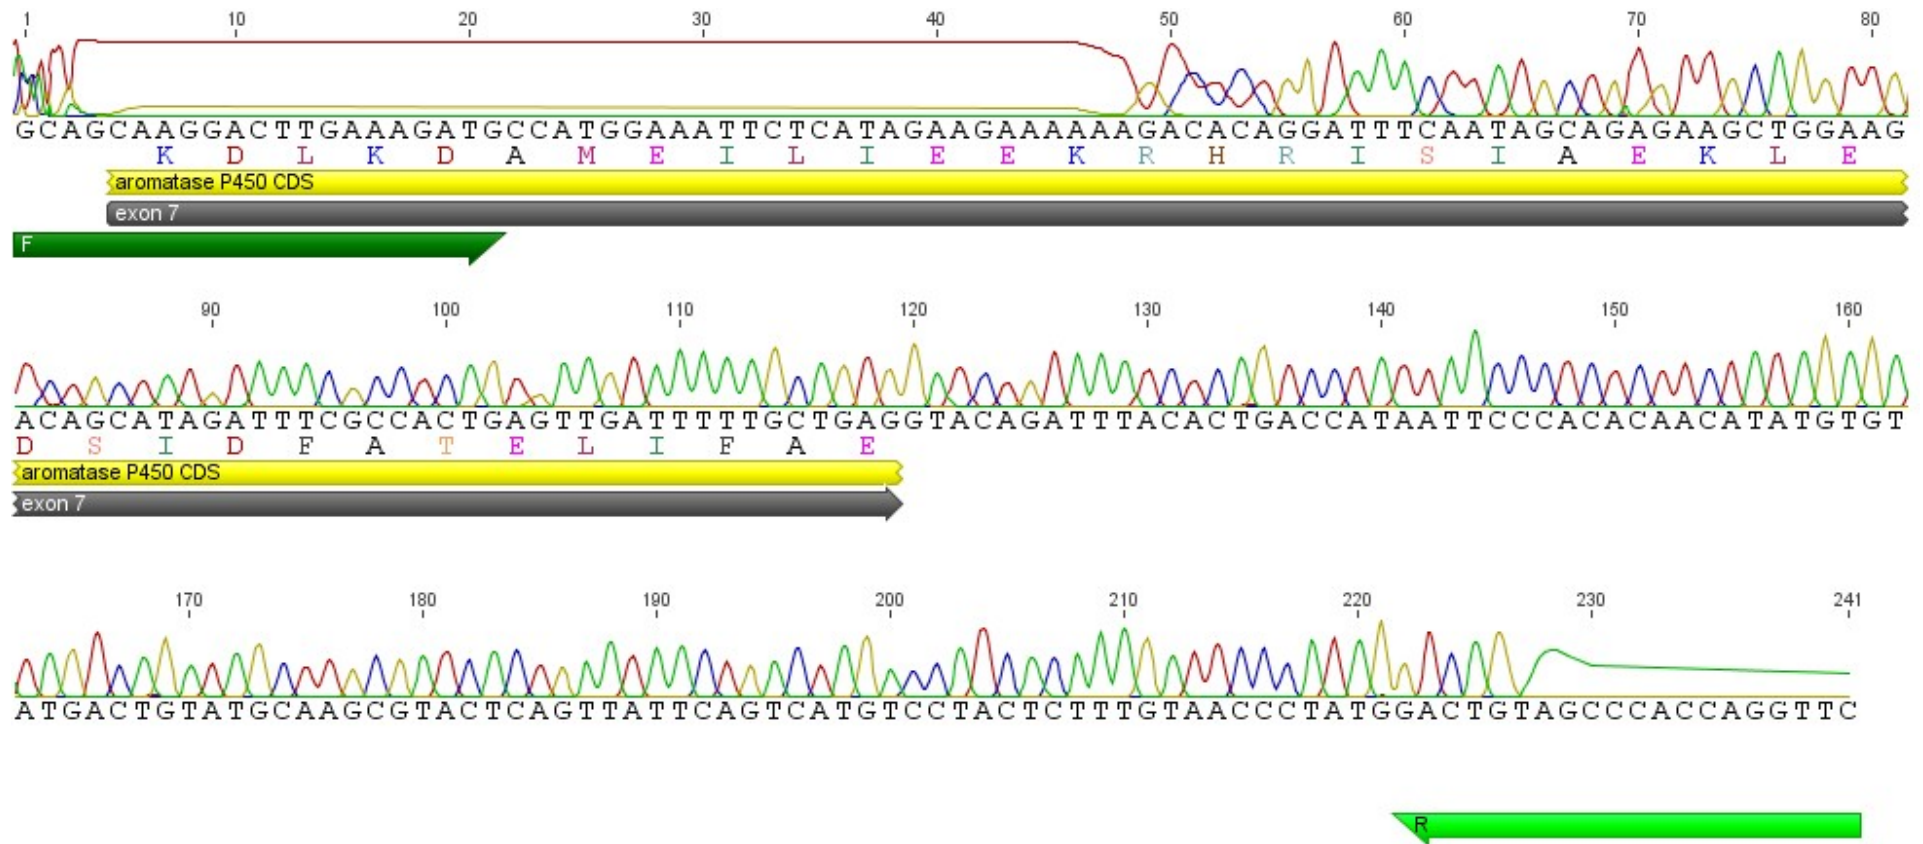 1 10 20 30 40 50 60 70 80
GCAGCAAGGACTTGAAAGATGCCATGGAAATTCTCATAGAAGAAAAAAGACACAGGATTTCAATAGCAGAGAAGCTGGAAG
K D L K D A M E I L I E E K R H R I S I A E K L E
aromatase P450 CDS
exon 7
F
90 100 110 120 130 140 150 160
ACAGCATAGATTTCGCCACTGAGTTGATTTTTGCTGAGGTACAGATTTACACTGACCATAATTCCCACACAACATATGTGT
D S I D F A T E L I F A E
aromatase P450 CDS
exon 7
170 180 190 200 210 220 230 241
ATGACTGTATGCAAGCGTACTCAGTTATTCAGTCATGTCCTACTCTTTGTAACCCTATGGACTGTAGCCCACCAGGTTC
R